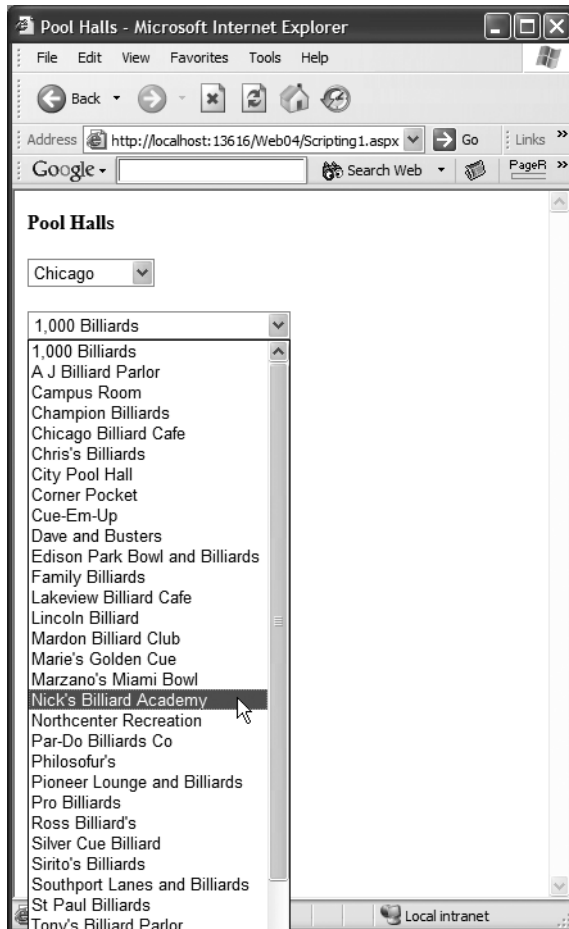 Pool Halls - Microsoft Internet Explorer
File Edit View Favorites Tools Help
Back
Address http://localhost:13616/Web04/Scripting1.aspx Go Links »
Google Search Web PageR »
Pool Halls
Chicago
1,000 Billiards
1,000 Billiards
A J Billiard Parlor
Campus Room
Champion Billiards
Chicago Billiard Cafe
Chris's Billiards
City Pool Hall
Corner Pocket
Cue-Em-Up
Dave and Busters
Edison Park Bowl and Billiards
Family Billiards
Lakeview Billiard Cafe
Lincoln Billiard
Mardon Billiard Club
Marie's Golden Cue
Marzano's Miami Bowl
Nick's Billiard Academy
Northcenter Recreation
Par-Do Billiards Co
Philosofur's
Pioneer Lounge and Billiards
Pro Billiards
Ross Billiard's
Silver Cue Billiard
Sirito's Billiards
Southport Lanes and Billiards
St Paul Billiards
Tony's Billiard Parlor
Local intranet